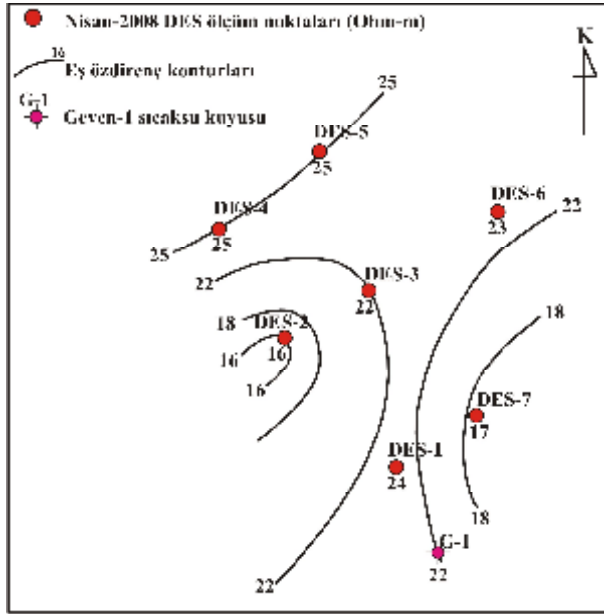 Nisan-2008 DES ölçüm noktaları (Ohm-m)
16
Eş özdirenç konturları
G-1
Geven-1 sıcaksu kuyusu
K
25
DES-5
25
DES-6
23
22
DES-4
25
25
22
DES-3
22
18
DES-2
16
16
16
18
DES-7
17
DES-1
24
18
G-1
22
22